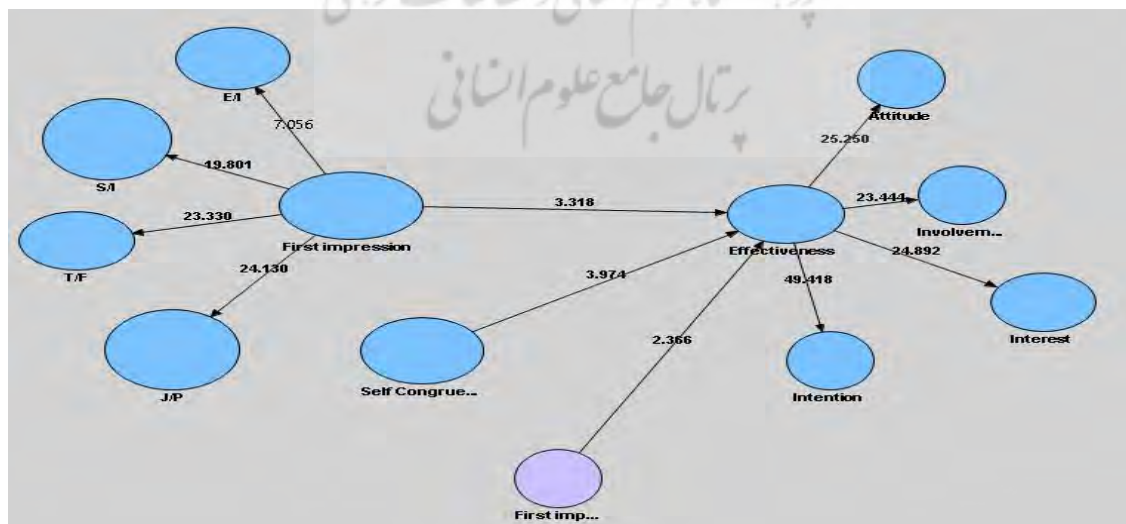 پرتال جامع علوم انسانی
E/I
7.056
S/I
19.801
T/F
23.330
First impression
24.130
J/P
3.318
Self Congrue...
3.974
First imp...
2.366
Effectiveness
Attitude
25.250
Involvem...
23.444
Interest
24.892
Intention
49.418